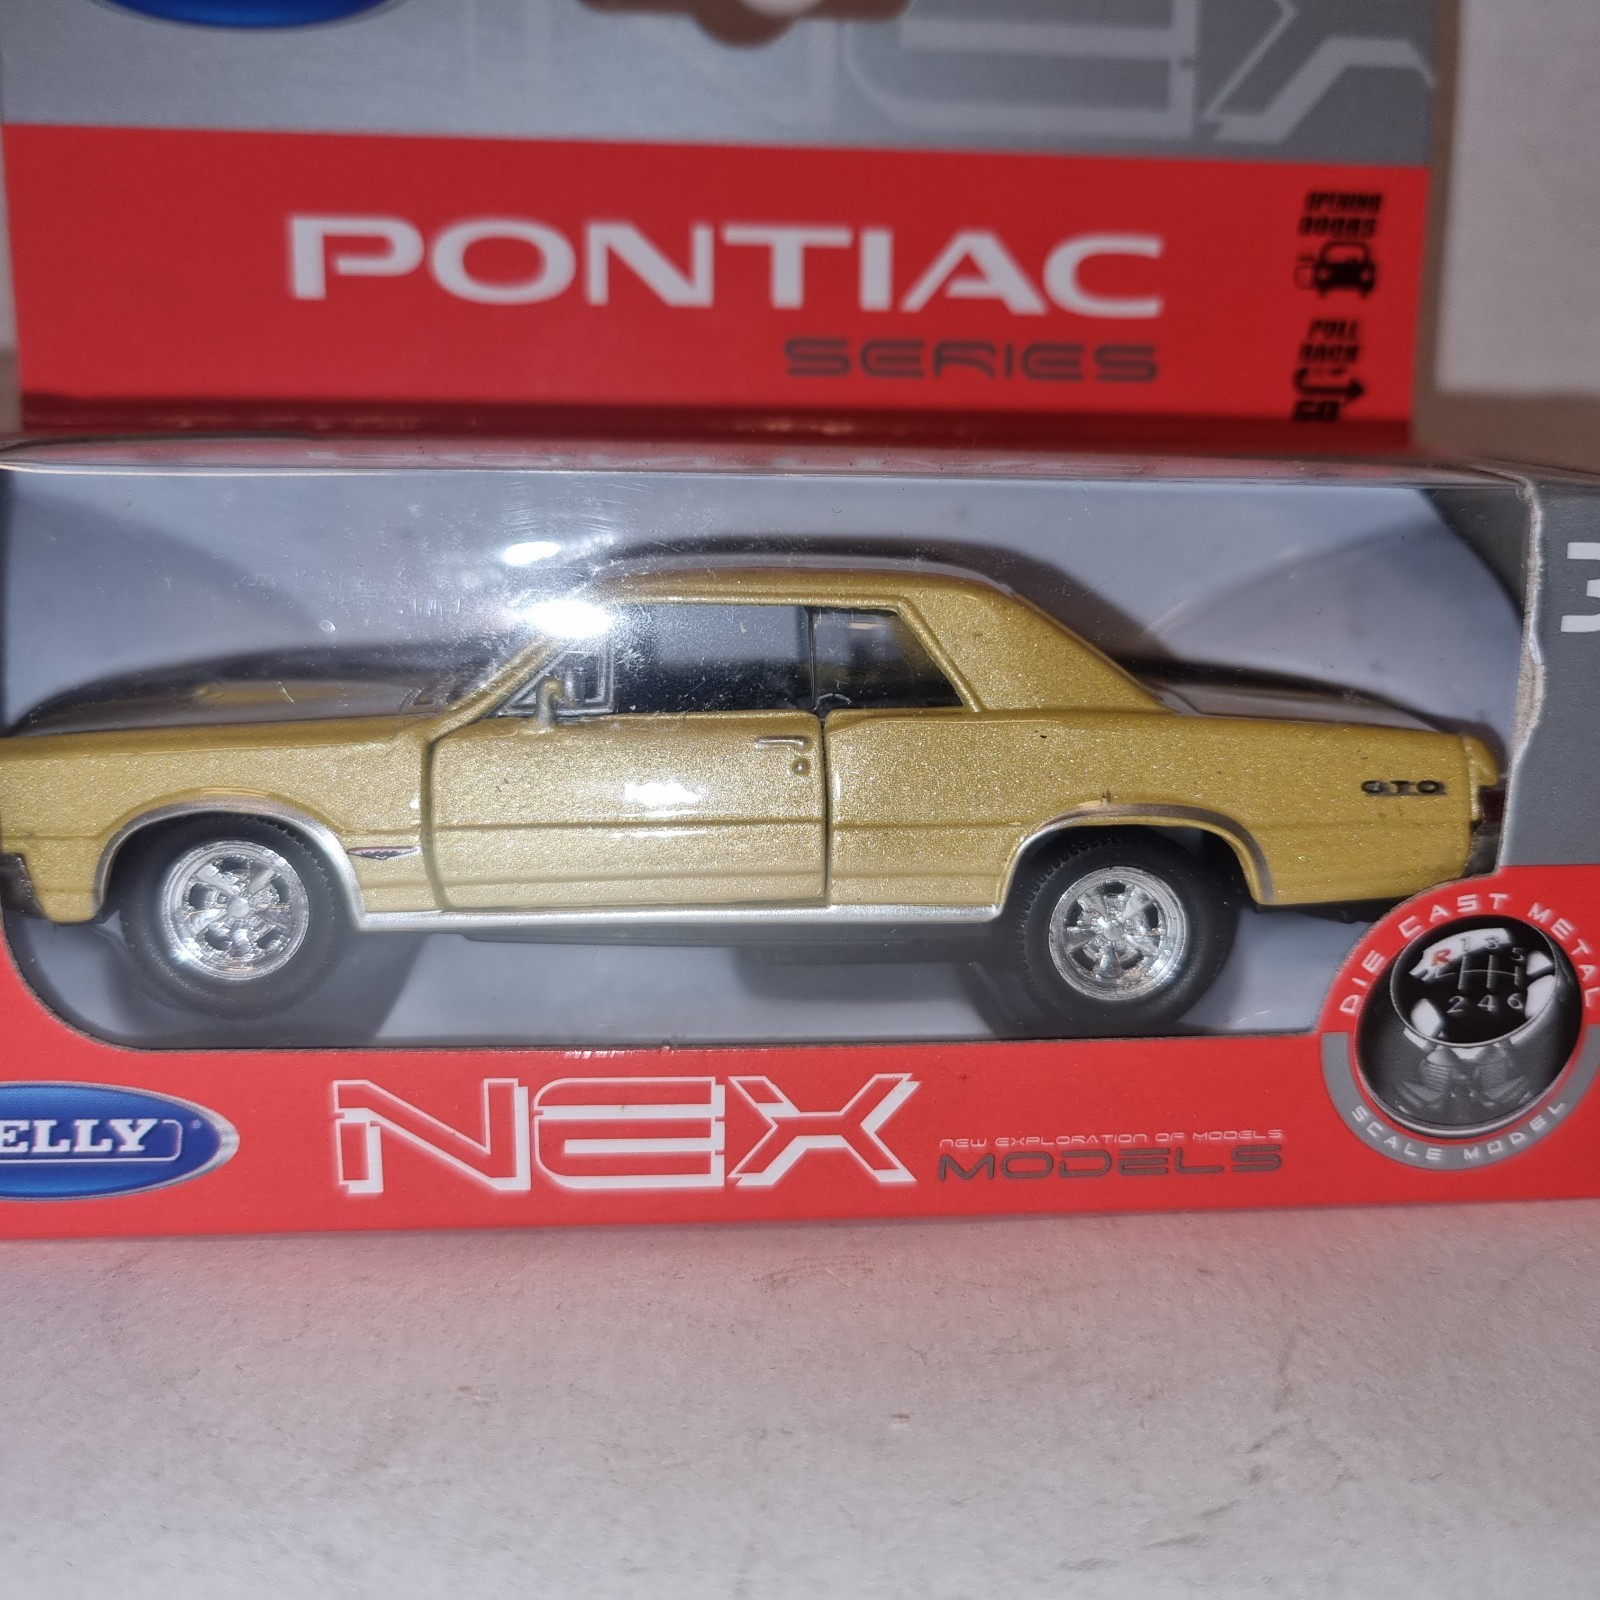 PONTIAC
SERIES
OPENING
DOORS
PULL
BACK
GO
3
GTO
DIE CAST METAL
R 1 3 5
2 4 6
SCALE MODEL
ELLY
NEX
NEW EXPLORATION OF MODELS
MODELS